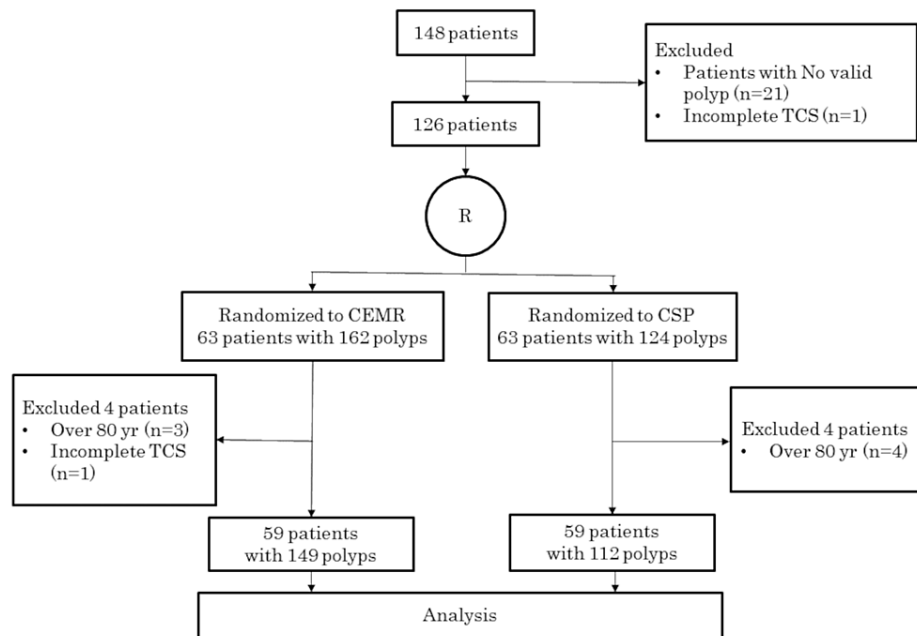 148 patients
Excluded
• Patients with No valid
polyp (n=21)
• Incomplete TCS (n=1)
126 patients
R
Randomized to CEMR
63 patients with 162 polyps
Randomized to CSP
63 patients with 124 polyps
Excluded 4 patients
• Over 80 yr (n=3)
• Incomplete TCS
(n=1)
Excluded 4 patients
• Over 80 yr (n=4)
59 patients
with 149 polyps
59 patients
with 112 polyps
Analysis